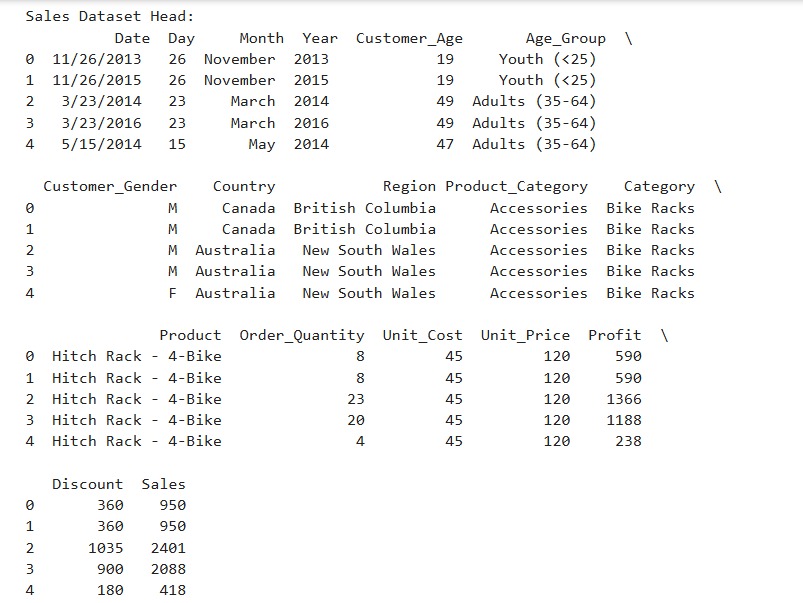 Sales Dataset Head:
Date Day Month Year Customer_Age Age_Group \
0 11/26/2013 26 November 2013 19 Youth (<25)
1 11/26/2015 26 November 2015 19 Youth (<25)
2 3/23/2014 23 March 2014 49 Adults (35-64)
3 3/23/2016 23 March 2016 49 Adults (35-64)
4 5/15/2014 15 May 2014 47 Adults (35-64)
Customer_Gender Country Region Product_Category Category \
0 M Canada British Columbia Accessories Bike Racks
1 M Canada British Columbia Accessories Bike Racks
2 M Australia New South Wales Accessories Bike Racks
3 M Australia New South Wales Accessories Bike Racks
4 F Australia New South Wales Accessories Bike Racks
Product Order_Quantity Unit_Cost Unit_Price Profit \
0 Hitch Rack - 4-Bike 8 45 120 590
1 Hitch Rack - 4-Bike 8 45 120 590
2 Hitch Rack - 4-Bike 23 45 120 1366
3 Hitch Rack - 4-Bike 20 45 120 1188
4 Hitch Rack - 4-Bike 4 45 120 238
Discount Sales
0 360 950
1 360 950
2 1035 2401
3 900 2088
4 180 418